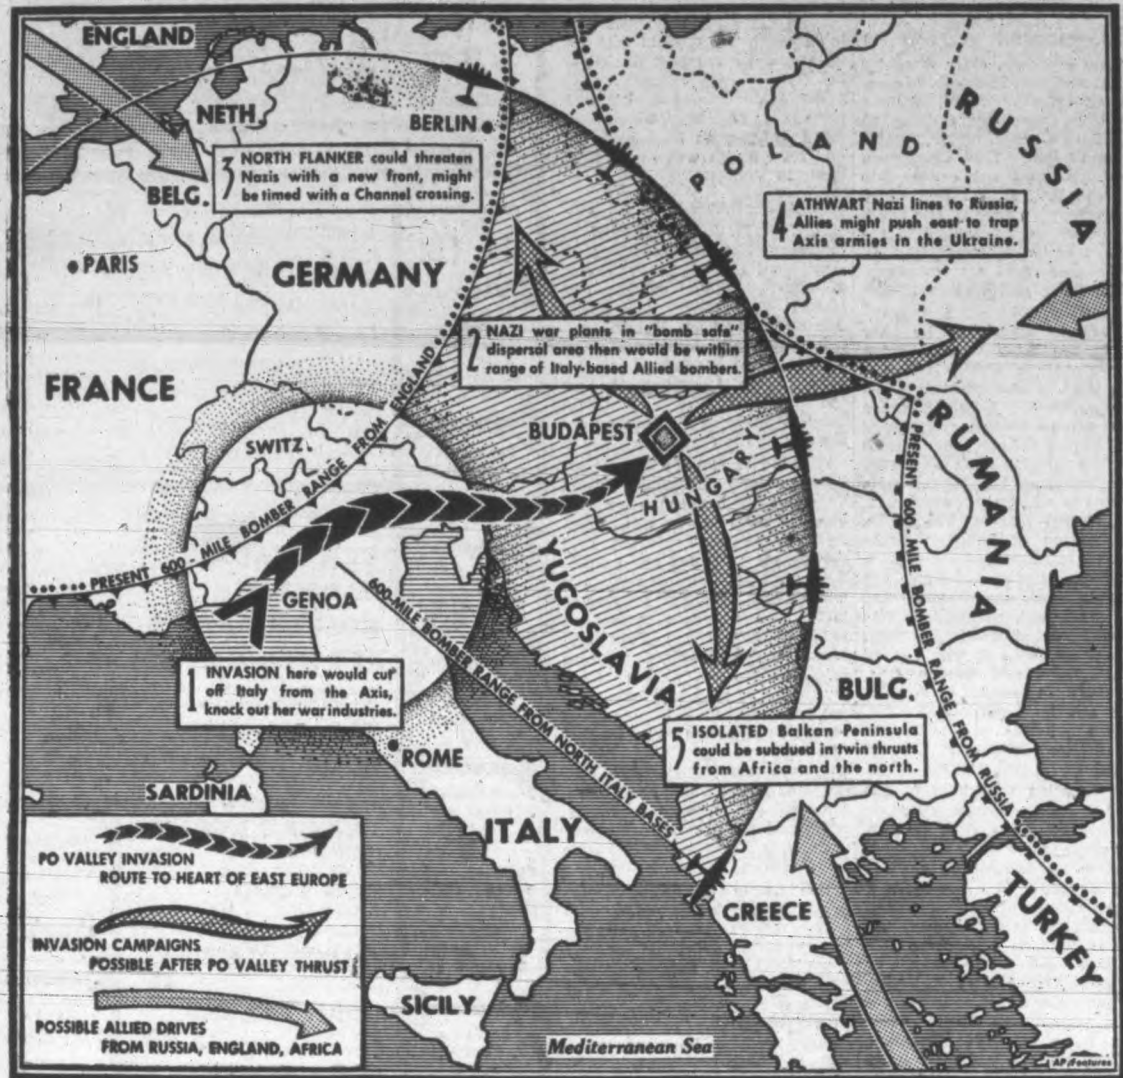 ENGLAND
NETH.
BERLIN
BELG.
3 NORTH FLANKER could threaten
Nazis with a new front, might
be timed with a Channel crossing.
POLAND
RUSSIA
4 ATHWART Nazi lines to Russia,
Allies might push east to trap
Axis armies in the Ukraine.
PARIS
GERMANY
2 NAZI war plants in "bomb safe"
dispersal area then would be within
range of Italy-based Allied bombers.
FRANCE
SWITZ.
BUDAPEST
HUNGARY
RUMANIA
PRESENT 600-MILE BOMBER RANGE FROM ENGLAND
PRESENT 600-MILE BOMBER RANGE FROM RUSSIA
GENOA
600-MILE BOMBER RANGE FROM NORTH ITALY BASES
YUGOSLAVIA
1 INVASION here would cut
off Italy from the Axis,
knock out her war industries.
BULG.
5 ISOLATED Balkan Peninsula
could be subdued in twin thrusts
from Africa and the north.
ROME
SARDINIA
ITALY
GREECE
TURKEY
PO VALLEY INVASION
ROUTE TO HEART OF EAST EUROPE
INVASION CAMPAIGNS
POSSIBLE AFTER PO VALLEY THRUST
POSSIBLE ALLIED DRIVES
FROM RUSSIA, ENGLAND, AFRICA
SICILY
Mediterranean Sea
AP Features